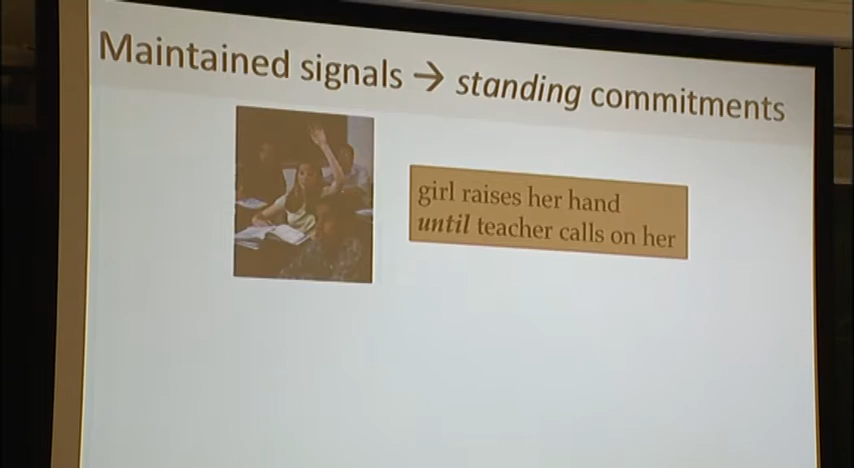 Maintained signals → standing commitments
girl raises her hand
until teacher calls on her